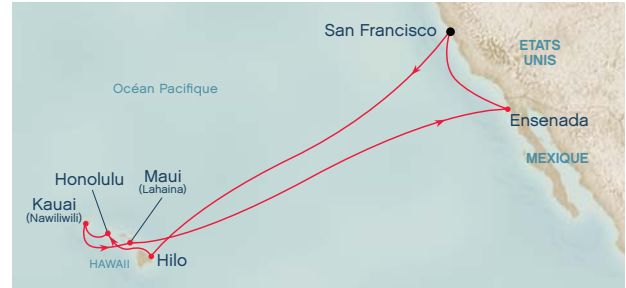 San Francisco
ETATS
UNIS
Océan Pacifique
Ensenada
MEXIQUE
Honolulu
Maui
(Lahaina)
Kauai
(Nawiliwili)
HAWAII
Hilo